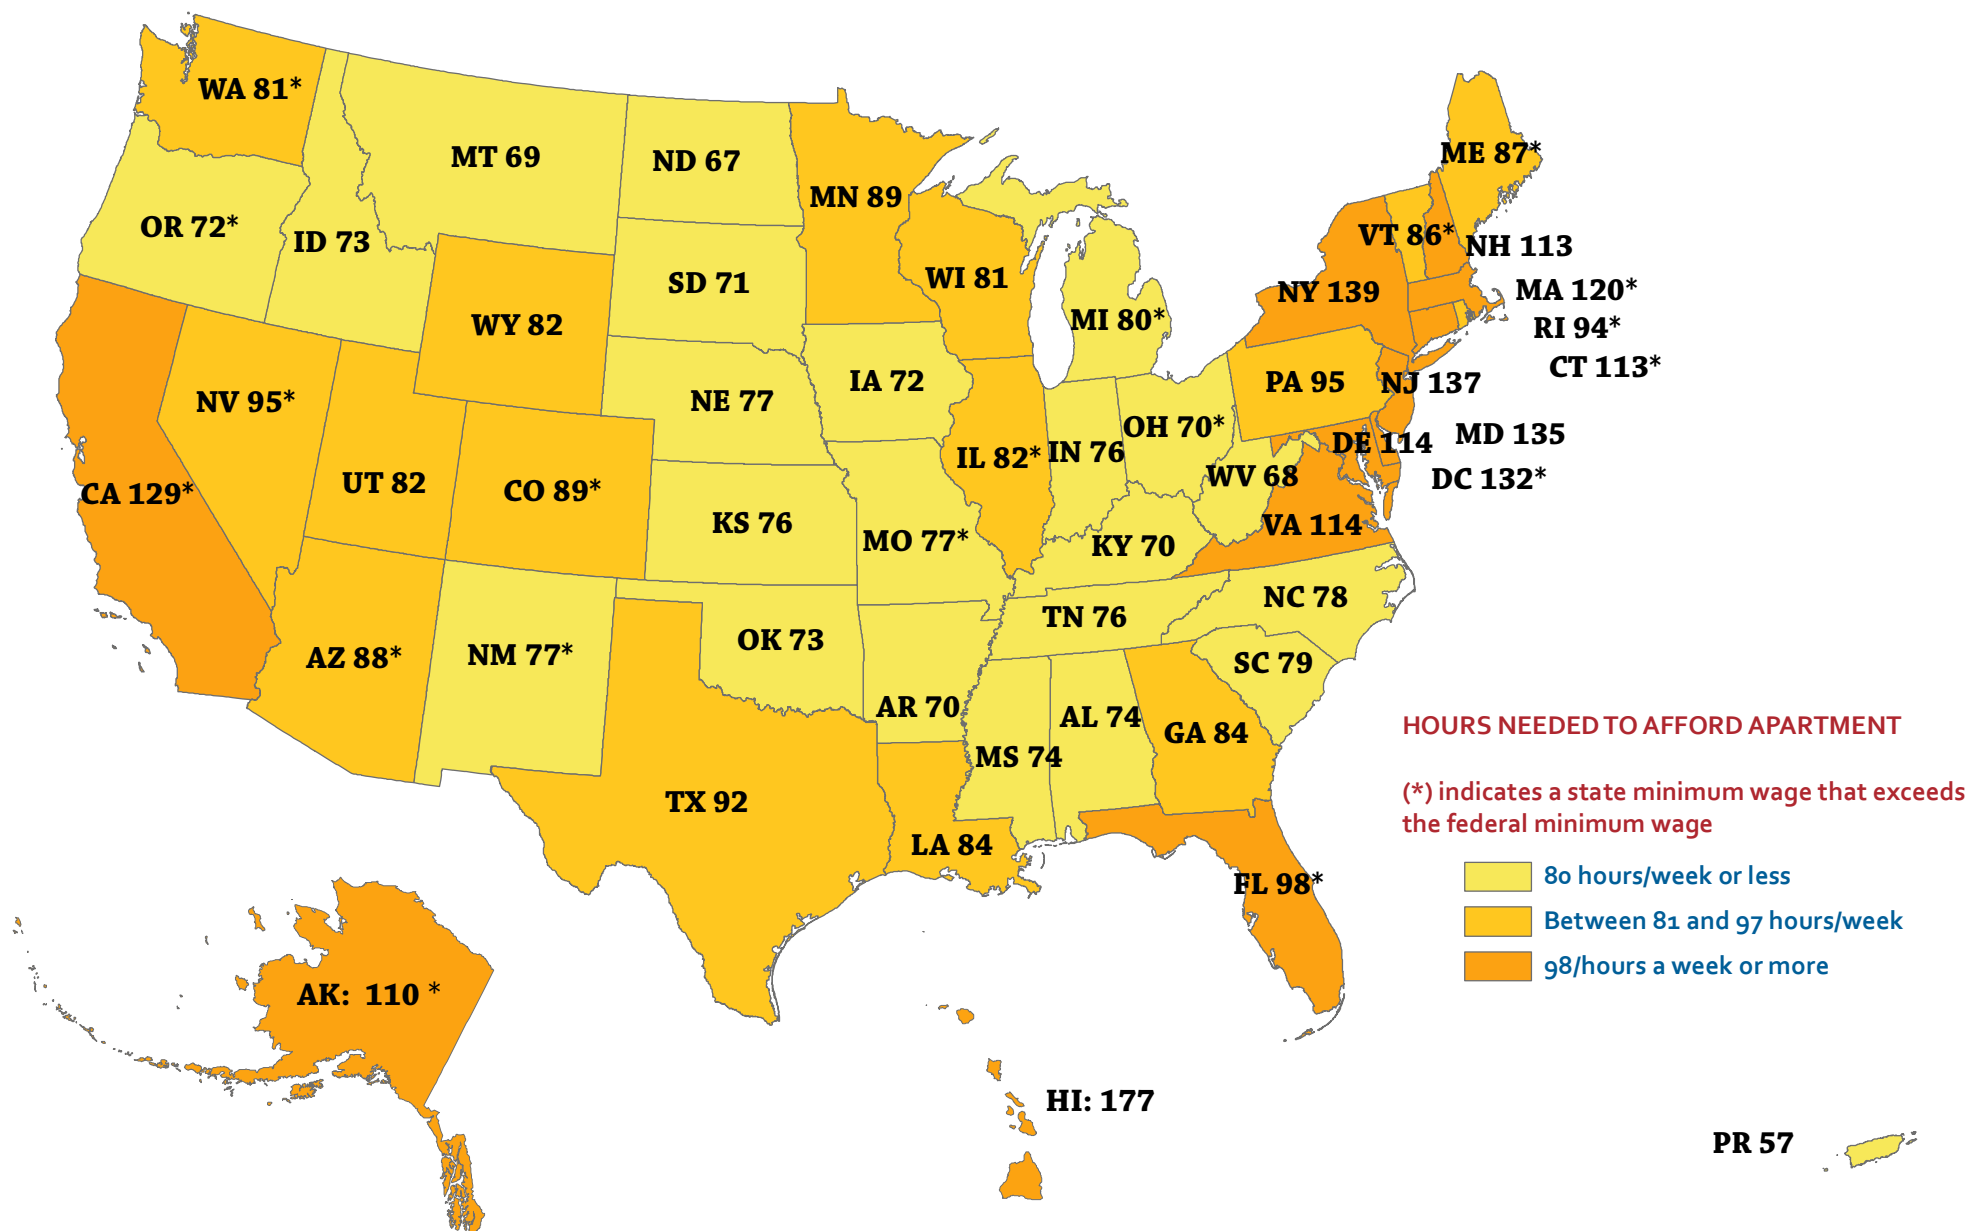 WA 81*
MT 69
ND 67
ME 87*
MN 89
OR 72*
ID 73
VT 86*
NH 113
SD 71
WI 81
NY 139
MA 120*
WY 82
MI 80*
RI 94*
CT 113*
IA 72
PA 95
NJ 137
NV 95*
NE 77
OH 70*
MD 135
DE 114
IN 76
IL 82*
WV 68
DC 132*
UT 82
CO 89*
CA 129*
KS 76
VA 114
MO 77*
KY 70
NC 78
TN 76
OK 73
NM 77*
AZ 88*
SC 79
AR 70
AL 74
GA 84
MS 74
HOURS NEEDED TO AFFORD APARTMENT
(*) indicates a state minimum wage that exceeds
the federal minimum wage
TX 92
LA 84
FL 98*
80 hours/week or less
Between 81 and 97 hours/week
98/hours a week or more
AK: 110 *
HI: 177
PR 57